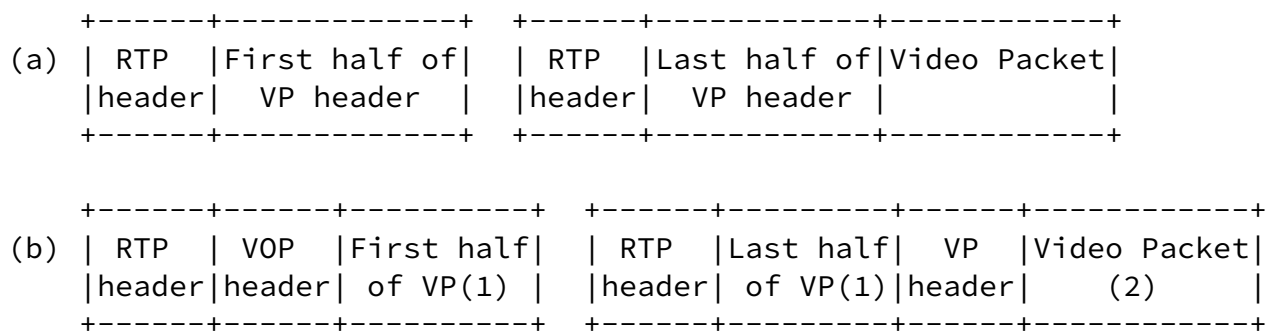 +------+-------------+  +------+------------+------------+
(a) | RTP  |First half of|  | RTP  |Last half of|Video Packet|
    |header|  VP header  |  |header|  VP header |            |
    +------+-------------+  +------+------------+------------+

    +------+------+----------+  +------+---------+------+------------+
(b) | RTP  | VOP  |First half|  | RTP  |Last half|  VP  |Video Packet|
    |header|header| of VP(1) |  |header| of VP(1)|header|    (2)     |
    +------+------+----------+  +------+---------+------+------------+